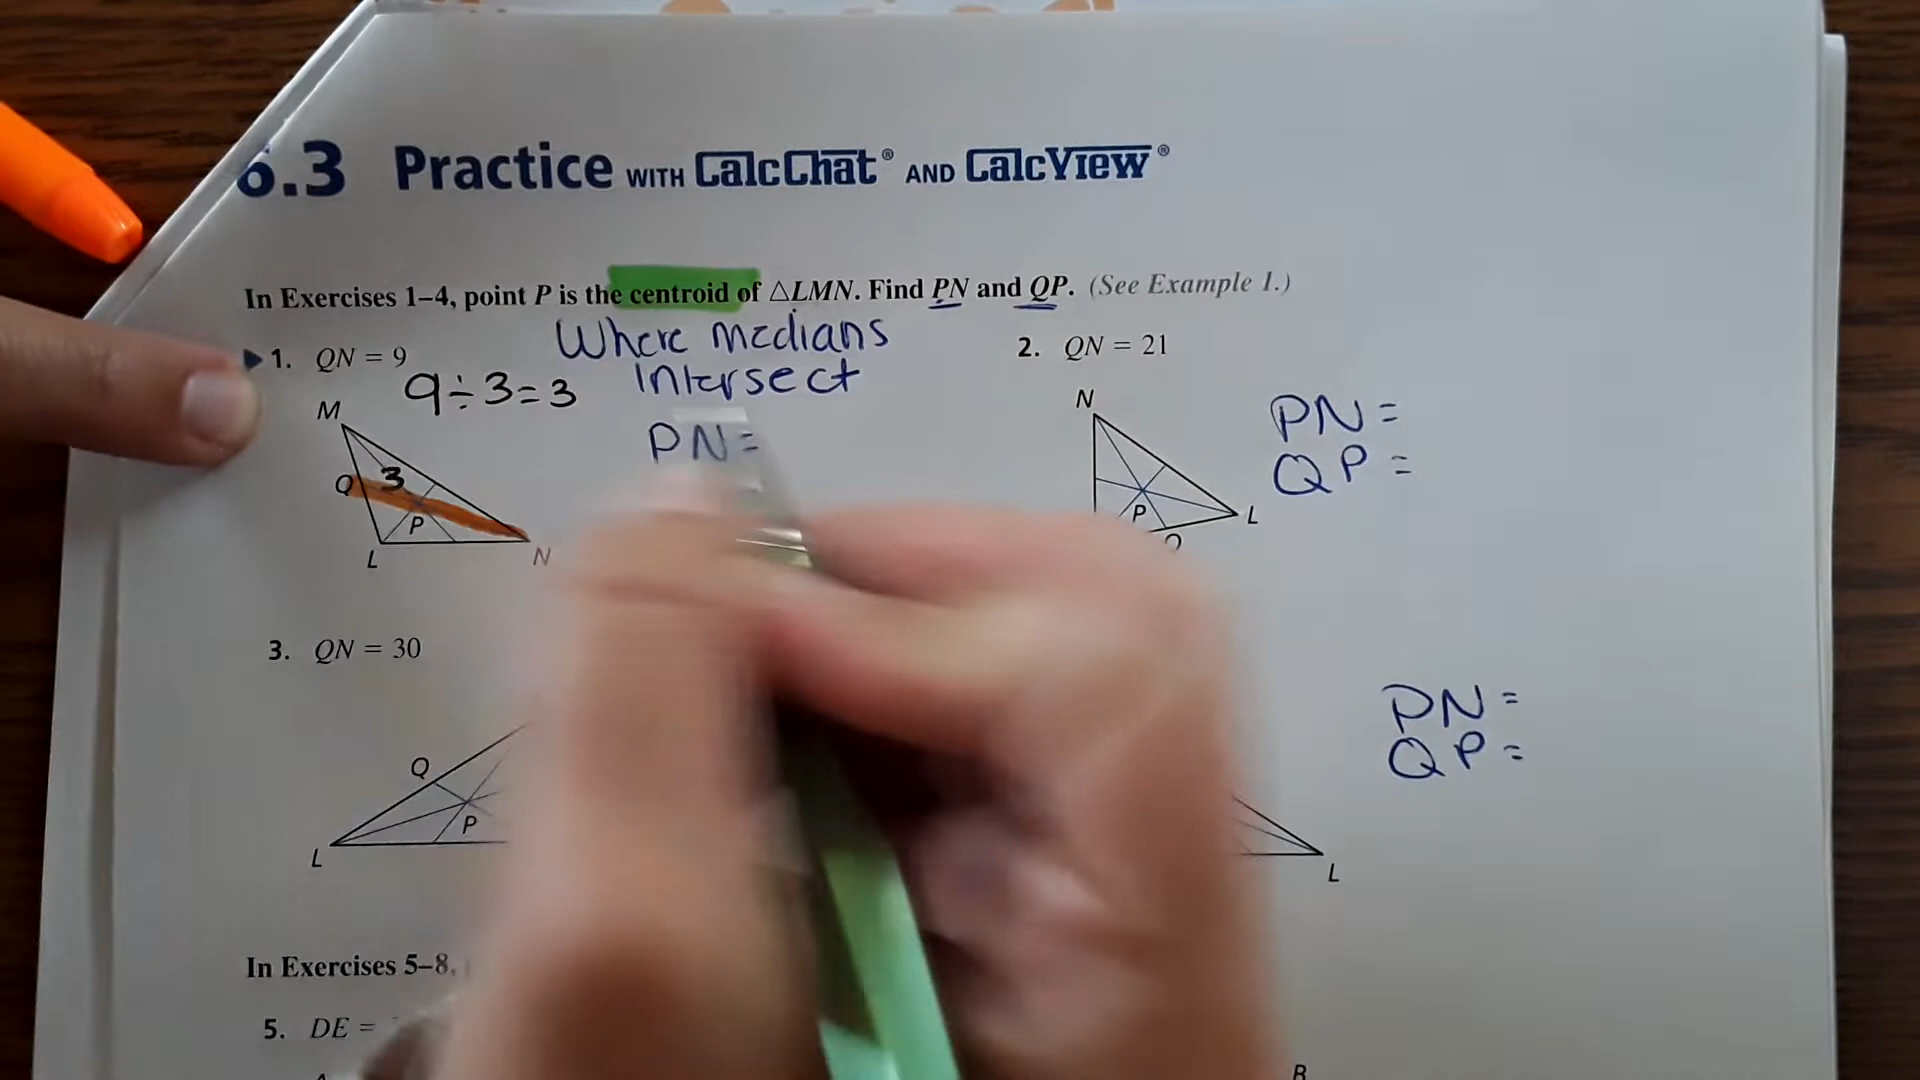 6.3 Practice WITH CalcChat® AND CalcView®
In Exercises 1–4, point P is the centroid of △LMN. Find PN and QP. (See Example 1.)
Where medians
Intersect
1. QN = 9
9÷3=3
PN=
M
Q
3
P
L
N
2. QN = 21
N
P
L
Q
PN=
QP=
3. QN = 30
Q
P
L
PN=
QP=
L
In Exercises 5–8,
5. DE =
B